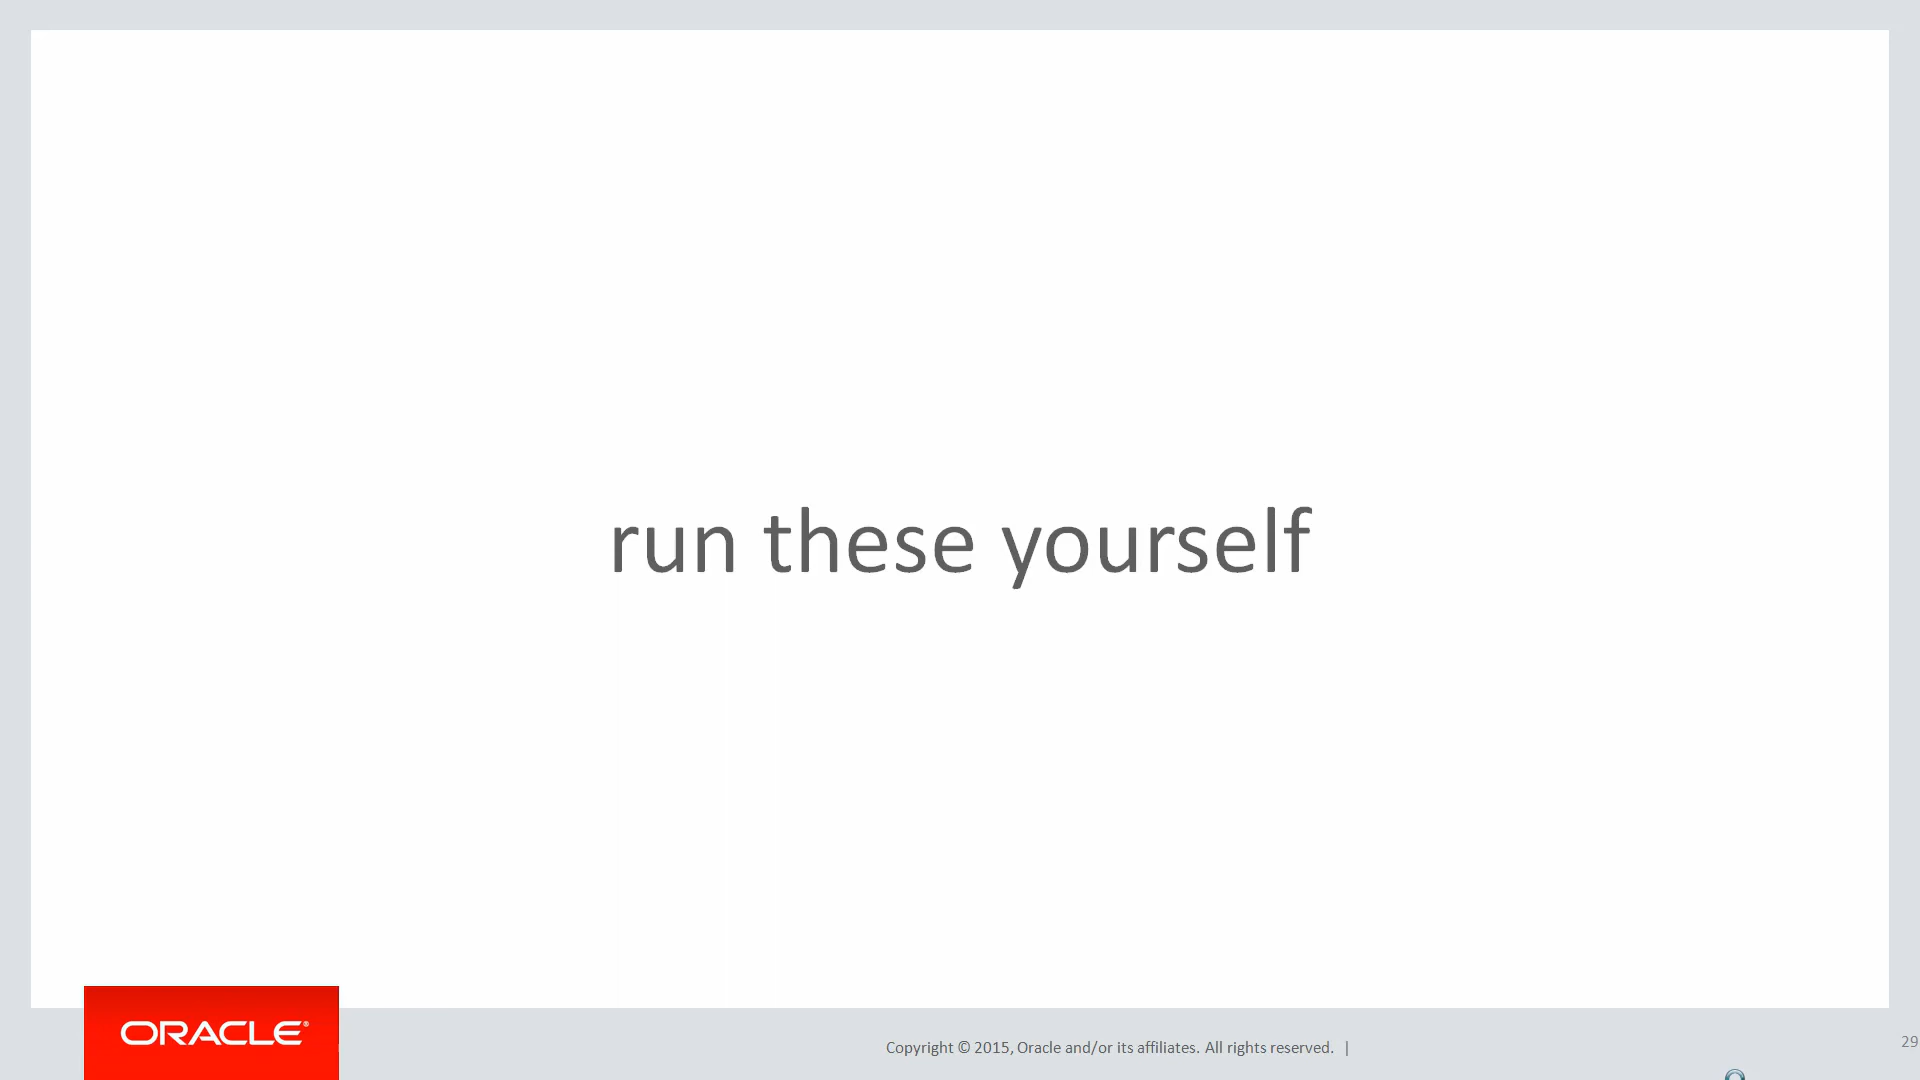 run these yourself
ORACLE®
Copyright © 2015, Oracle and/or its affiliates. All rights reserved. |
29